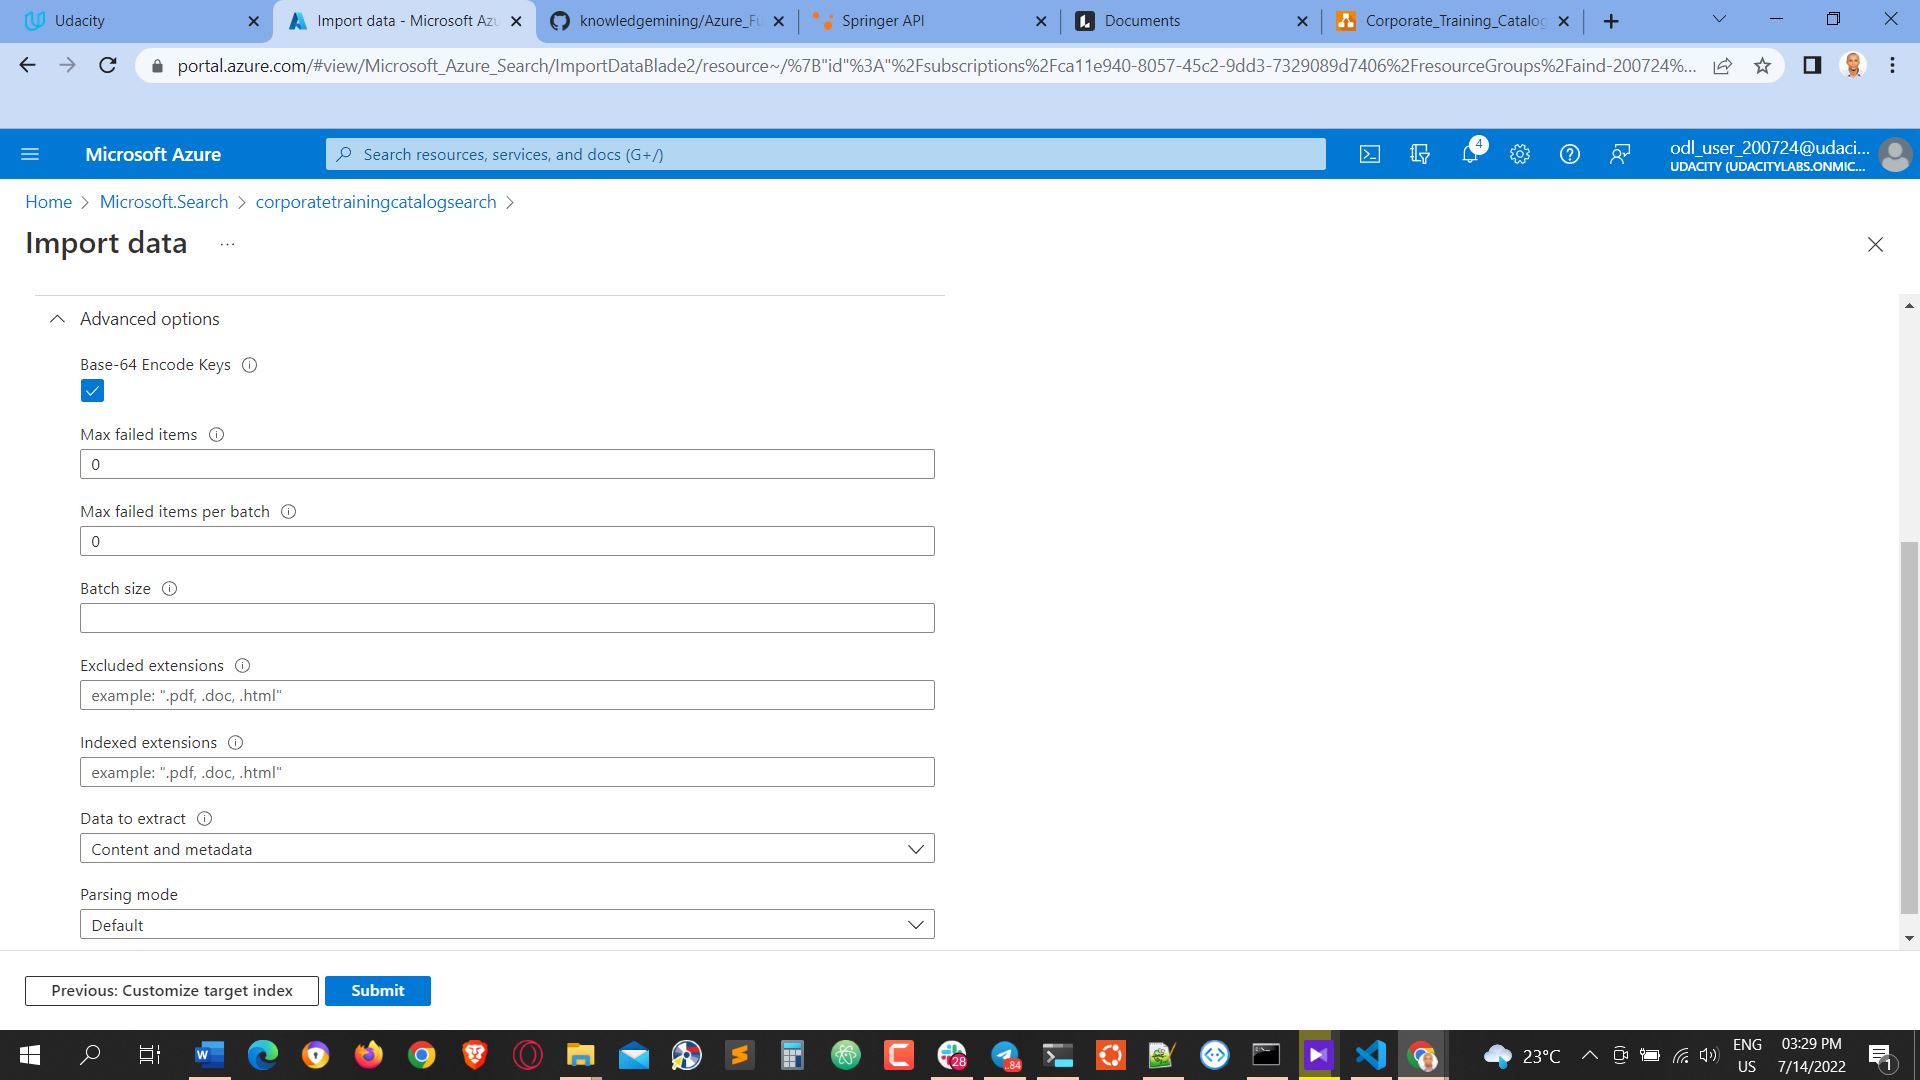 Udacity
Import data - Microsoft Azu
knowledgemining/Azure_Fu
Springer API
Documents
Corporate_Training_Catalog
portal.azure.com/#view/Microsoft_Azure_Search/ImportDataBlade2/resource~/%7B"id"%3A"%2Fsubscriptions%2Fca11e940-8057-45c2-9dd3-7329089d7406%2FresourceGroups%2Faind-200724%...
Microsoft Azure
Search resources, services, and docs (G+/)
4
odl_user_200724@udaci...
UDACITY (UDACITYLABS.ONMIC...
Home > Microsoft.Search > corporatetrainingcatalogsearch >
Import data ...
Advanced options
Base-64 Encode Keys
Max failed items
0
Max failed items per batch
0
Batch size
Excluded extensions
example: ".pdf, .doc, .html"
Indexed extensions
example: ".pdf, .doc, .html"
Data to extract
Content and metadata
Parsing mode
Default
Previous: Customize target index
Submit
28
84
23°C
ENG
US
03:29 PM
7/14/2022
1